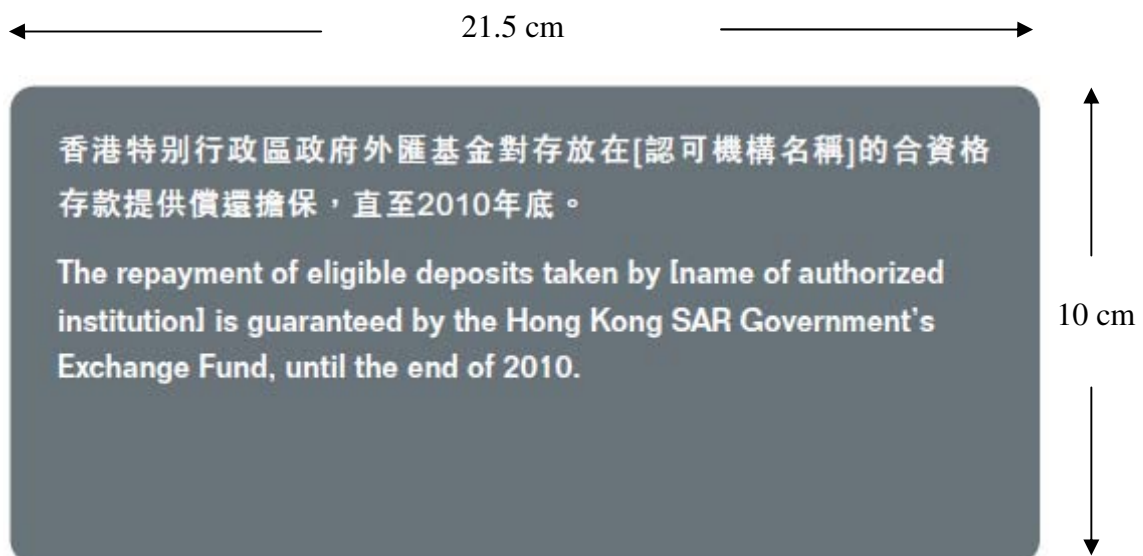 21.5 cm
香港特别行政區政府外匯基金對存放在[認可機構名稱]的合資格
存款提供償還擔保，直至2010年底。
The repayment of eligible deposits taken by [name of authorized
institution] is guaranteed by the Hong Kong SAR Government's
Exchange Fund, until the end of 2010.
10 cm